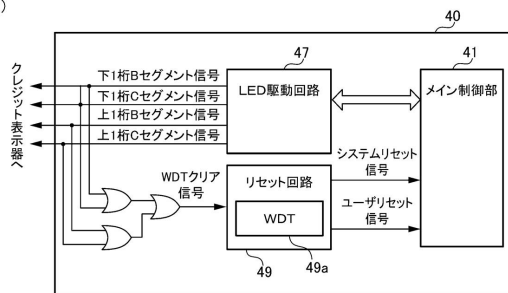 )
40
47
41
下1桁Bセグメント信号
下1桁Cセグメント信号
上1桁Bセグメント信号
上1桁Cセグメント信号
クレジット表示器へ
LED駆動回路
メイン制御部
WDTクリア
信号
リセット回路
WDT
システムリセット
信号
ユーザリセット
信号
49
49a